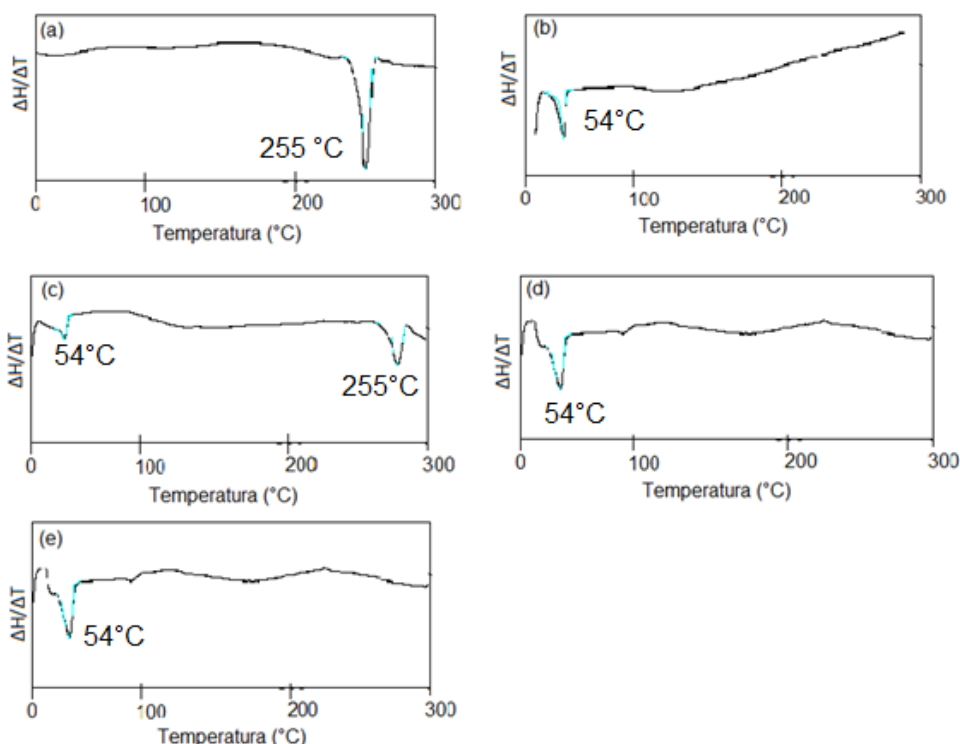 (a)
ΔH/ΔT
255 °C
0 100 200 300
Temperatura (°C)
(b)
ΔH/ΔT
54°C
0 100 200 300
Temperatura (°C)
(c)
ΔH/ΔT
54°C
255°C
0 100 200 300
Temperatura (°C)
(d)
ΔH/ΔT
54°C
0 100 200 300
Temperatura (°C)
(e)
ΔH/ΔT
54°C
0 100 200 300
Temperatura (°C)